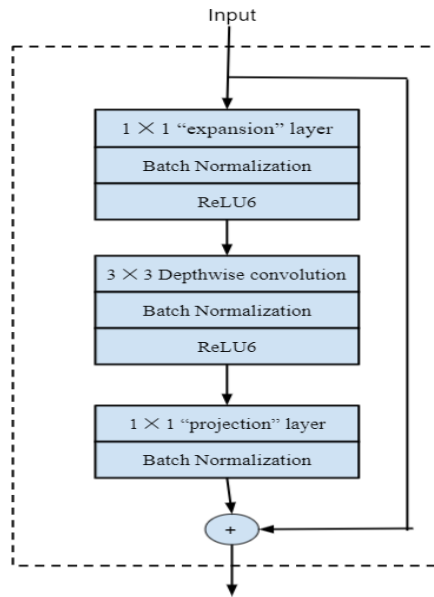 Input
1 × 1 “expansion” layer
Batch Normalization
ReLU6
3 × 3 Depthwise convolution
Batch Normalization
ReLU6
1 × 1 “projection” layer
Batch Normalization
+